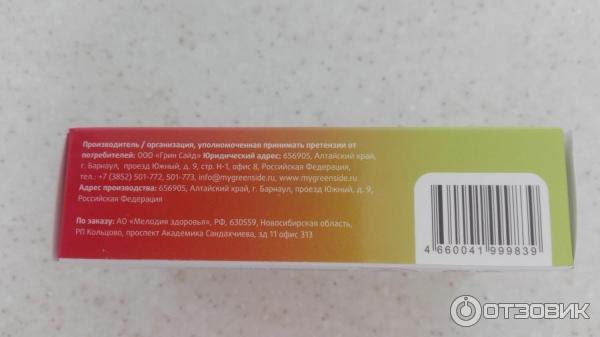 Производитель / организация, уполномоченная принимать претензии от
потребителей: ООО «Грин Сайд» Юридический адрес: 656905, Алтайский край,
г. Барнаул, проезд Южный, д. 9, стр. Н-1, офис 8, Российская Федерация,
тел.: +7 (3852) 501-772, 501-773, info@mygreenside.ru, www.mygreenside.ru
Адрес производства: 656905, Алтайский край, г. Барнаул, проезд Южный, д. 9,
Российская Федерация
По заказу: АО «Мелодия здоровья», РФ, 630559, Новосибирская область,
РП Кольцово, проспект Академика Сандахчиева, зд 11 офис 313
4 660041 999839
ОТЗОВИК